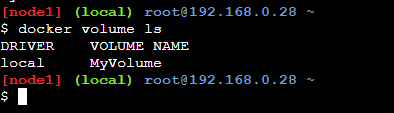 [node1] (local) root@192.168.0.28 ~
$ docker volume ls
DRIVER    VOLUME NAME
local     MyVolume
[node1] (local) root@192.168.0.28 ~
$